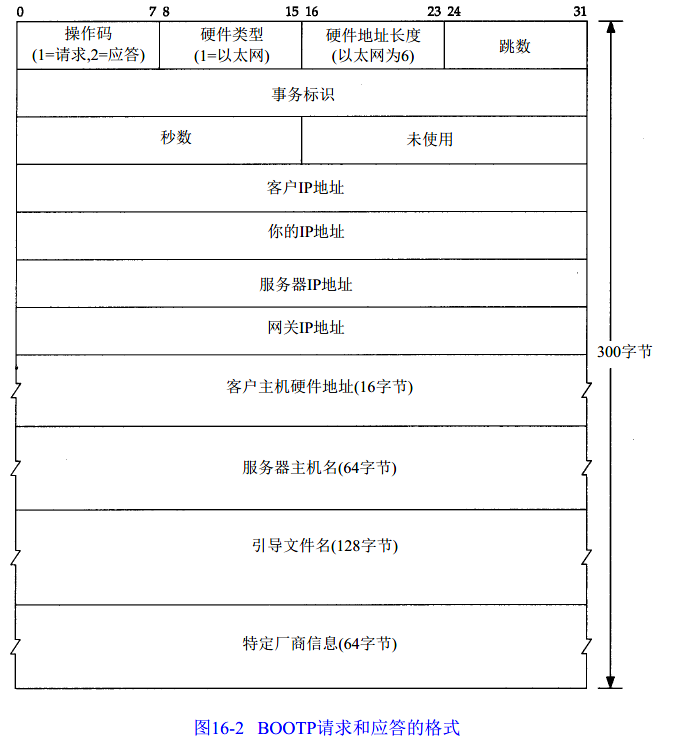 0 7 8 15 16 23 24 31
操作码 硬件类型 硬件地址长度 跳数
(1=请求,2=应答) (1=以太网) (以太网为6)
事务标识
秒数 未使用
客户IP地址
你的IP地址
服务器IP地址
网关IP地址
300字节
客户主机硬件地址(16字节)
服务器主机名(64字节)
引导文件名(128字节)
特定厂商信息(64字节)
图16-2 BOOTP请求和应答的格式